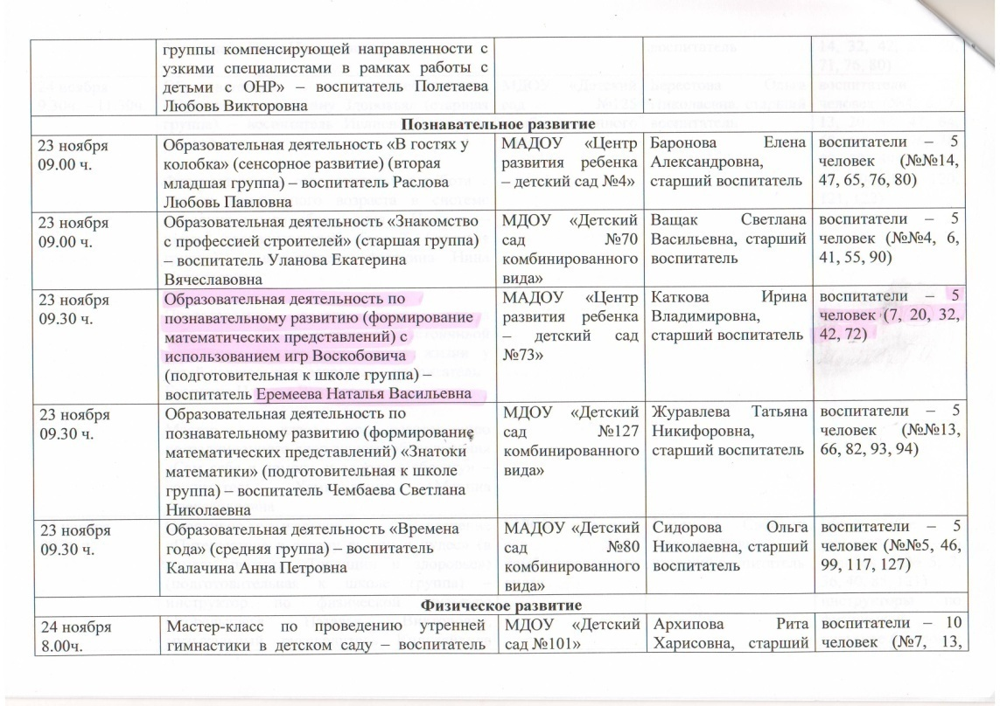 группы компенсирующей направленности с
узкими специалистами в рамках работы с
детьми с ОНР» – воспитатель Полетаева
Любовь Викторовна
Познавательное развитие
23 ноября
09.00 ч.
Образовательная деятельность «В гостях у
колобка» (сенсорное развитие) (вторая
младшая группа) – воспитатель Раслова
Любовь Павловна
МАДОУ «Центр
развития ребенка
– детский сад №4»
Баронова Елена
Александровна,
старший воспитатель
воспитатели – 5
человек (№№14,
47, 65, 76, 80)
23 ноября
09.00 ч.
Образовательная деятельность «Знакомство
с профессией строителей» (старшая группа)
– воспитатель Уланова Екатерина
Вячеславовна
МДОУ «Детский
сад №70
комбинированного
вида»
Ващак Светлана
Васильевна, старший
воспитатель
воспитатели – 5
человек (№№4, 6,
41, 55, 90)
23 ноября
09.30 ч.
Образовательная деятельность по
познавательному развитию (формирование
математических представлений) с
использованием игр Воскобовича
(подготовительная к школе группа) –
воспитатель Еремеева Наталья Васильевна
МАДОУ «Центр
развития ребенка
– детский сад
№73»
Каткова Ирина
Владимировна,
старший воспитатель
воспитатели – 5
человек (7, 20, 32,
42, 72)
23 ноября
09.30 ч.
Образовательная деятельность по
познавательному развитию (формирование
математических представлений) «Знатоки
математики» (подготовительная к школе
группа) – воспитатель Чембаева Светлана
Николаевна
МДОУ «Детский
сад №127
комбинированного
вида»
Журавлева Татьяна
Никифоровна,
старший воспитатель
воспитатели – 5
человек (№№13,
66, 82, 93, 94)
23 ноября
09.30 ч.
Образовательная деятельность «Времена
года» (средняя группа) – воспитатель
Калачина Анна Петровна
МАДОУ «Детский
сад №80
комбинированного
вида»
Сидорова Ольга
Николаевна, старший
воспитатель
воспитатели – 5
человек (№№5, 46,
99, 117, 127)
Физическое развитие
24 ноября
8.00ч.
Мастер-класс по проведению утренней
гимнастики в детском саду – воспитатель
МДОУ «Детский
сад №101»
Архипова Рита
Харисовна, старший
воспитатели – 10
человек (№7, 13,